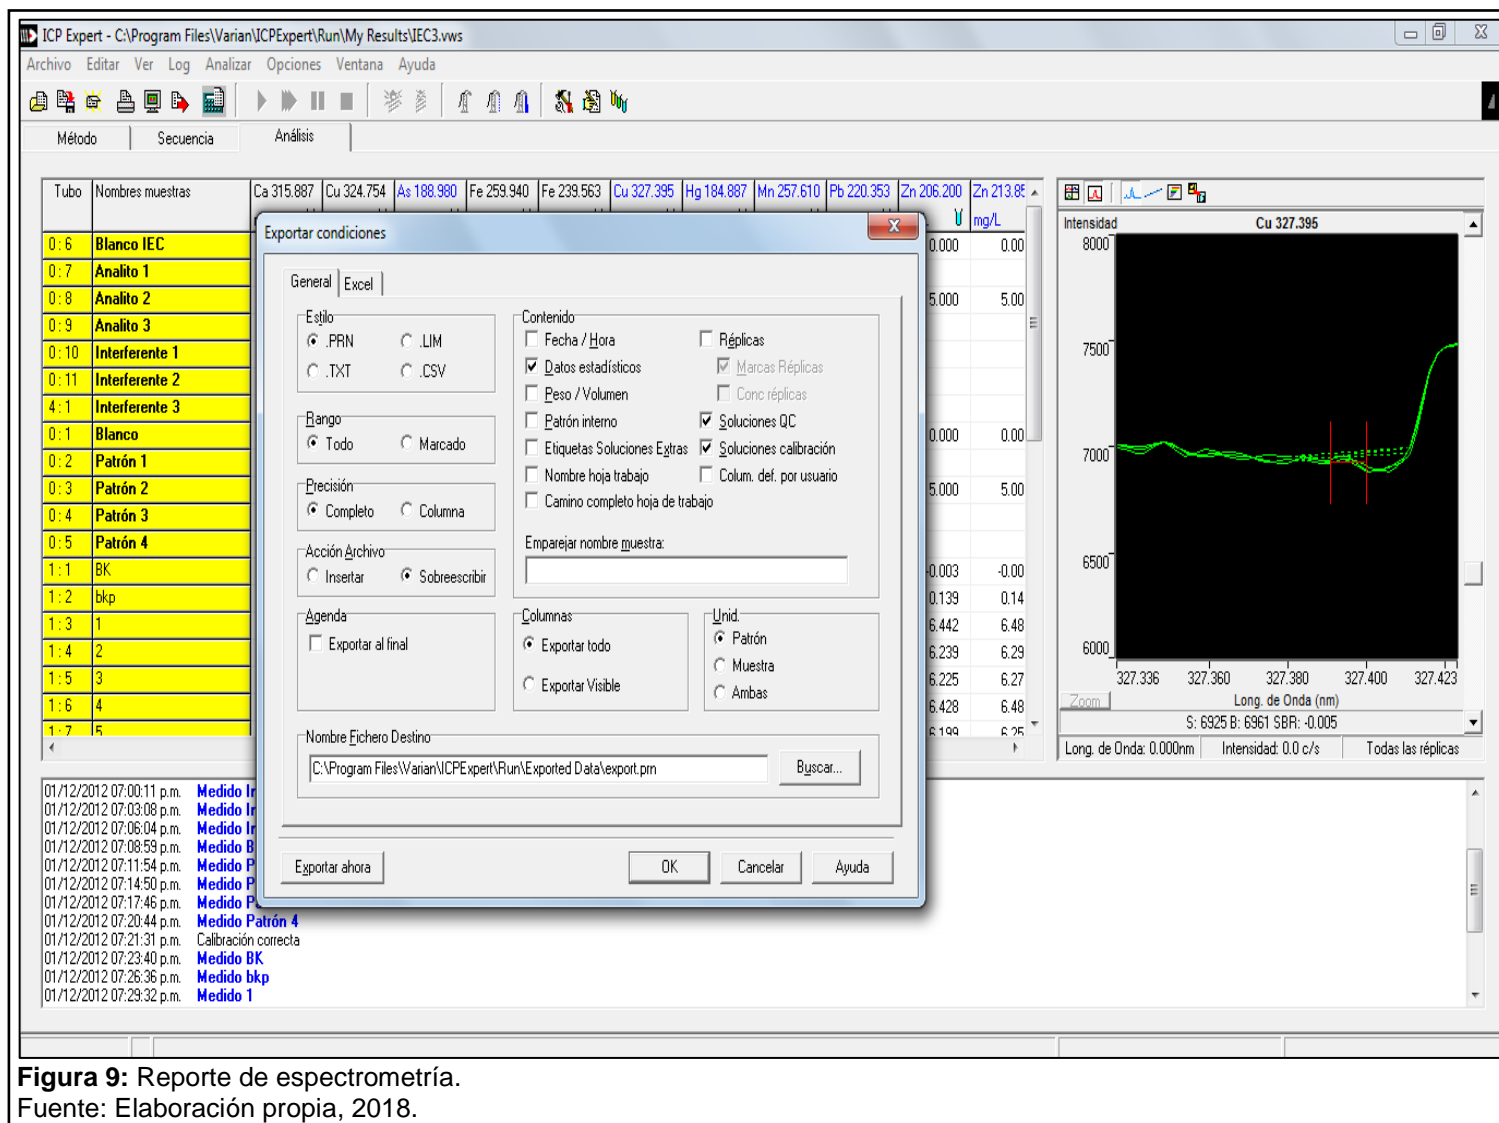 ICP Expert - C:\Program Files\Varian\ICPExpert\Run\My Results\IEC3.vws
Archivo Editar Ver Log Analizar Opciones Ventana Ayuda
Método Secuencia Análisis
Tubo Nombres muestras Ca 315.887 Cu 324.754 As 188.980 Fe 259.940 Fe 239.563 Cu 327.395 Hg 184.887 Mn 257.610 Pb 220.353 Zn 206.200 Zn 213.85
mg/L
0:6 Blanco IEC 0.000 0.00
0:7 Analito 1
0:8 Analito 2 5.000 5.00
0:9 Analito 3
0:10 Interferente 1
0:11 Interferente 2
4:1 Interferente 3
0:1 Blanco 0.000 0.00
0:2 Patrón 1
0:3 Patrón 2 5.000 5.00
0:4 Patrón 3
0:5 Patrón 4
1:1 BK -0.003 -0.00
1:2 bkp 0.139 0.14
1:3 1 6.442 6.48
1:4 2 6.239 6.29
1:5 3 6.225 6.27
1:6 4 6.428 6.48
1:7 5 6.199 6.25
Exportar condiciones
General Excel
Estilo
.PRN .LIM
.TXT .CSV
Rango
Todo Marcado
Precisión
Completo Columna
Acción Archivo
Insertar Sobreescribir
Agenda
Exportar al final
Contenido
Fecha / Hora Réplicas
Datos estadísticos Marcas Réplicas
Peso / Volumen Conc réplicas
Patrón interno Soluciones QC
Etiquetas Soluciones Extras Soluciones calibración
Nombre hoja trabajo Colum. def. por usuario
Camino completo hoja de trabajo
Emparejar nombre muestra:
Columnas
Exportar todo
Exportar Visible
Unid.
Patrón
Muestra
Ambas
Nombre Fichero Destino
C:\Program Files\Varian\ICPExpert\Run\Exported Data\export.prn Buscar...
Exportar ahora OK Cancelar Ayuda
Intensidad Cu 327.395
8000
7500
7000
6500
6000
327.336 327.360 327.380 327.400 327.423
Zoom Long. de Onda (nm)
S: 6925 B: 6961 SBR: -0.005
Long. de Onda: 0.000nm Intensidad: 0.0 c/s Todas las réplicas
01/12/2012 07:00:11 p.m. Medido In
01/12/2012 07:03:08 p.m. Medido In
01/12/2012 07:06:04 p.m. Medido In
01/12/2012 07:08:59 p.m. Medido B
01/12/2012 07:11:54 p.m. Medido P
01/12/2012 07:14:50 p.m. Medido P
01/12/2012 07:17:46 p.m. Medido Pa
01/12/2012 07:20:44 p.m. Medido Patrón 4
01/12/2012 07:21:31 p.m. Calibración correcta
01/12/2012 07:23:40 p.m. Medido BK
01/12/2012 07:26:36 p.m. Medido bkp
01/12/2012 07:29:32 p.m. Medido 1
Figura 9: Reporte de espectrometría.
Fuente: Elaboración propia, 2018.